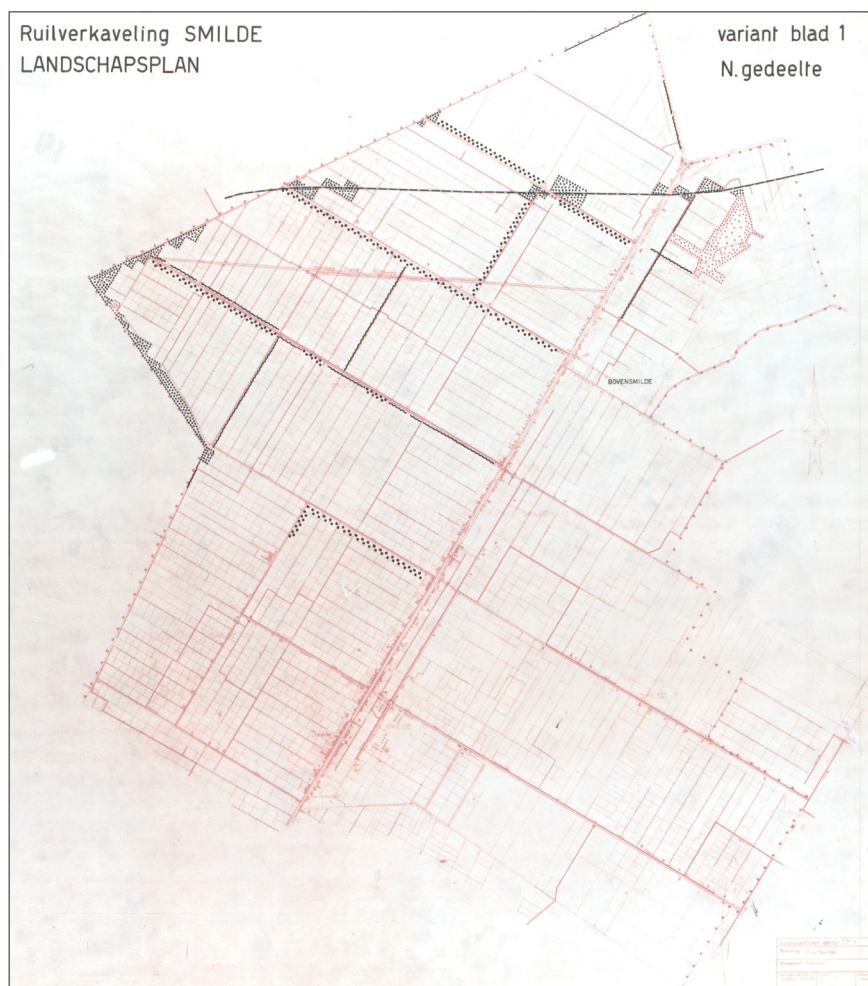 Ruilverkaveling SMILDE
LANDSCHAPSPLAN
variant blad 1
N.gedeelte
BOVENSMILDE